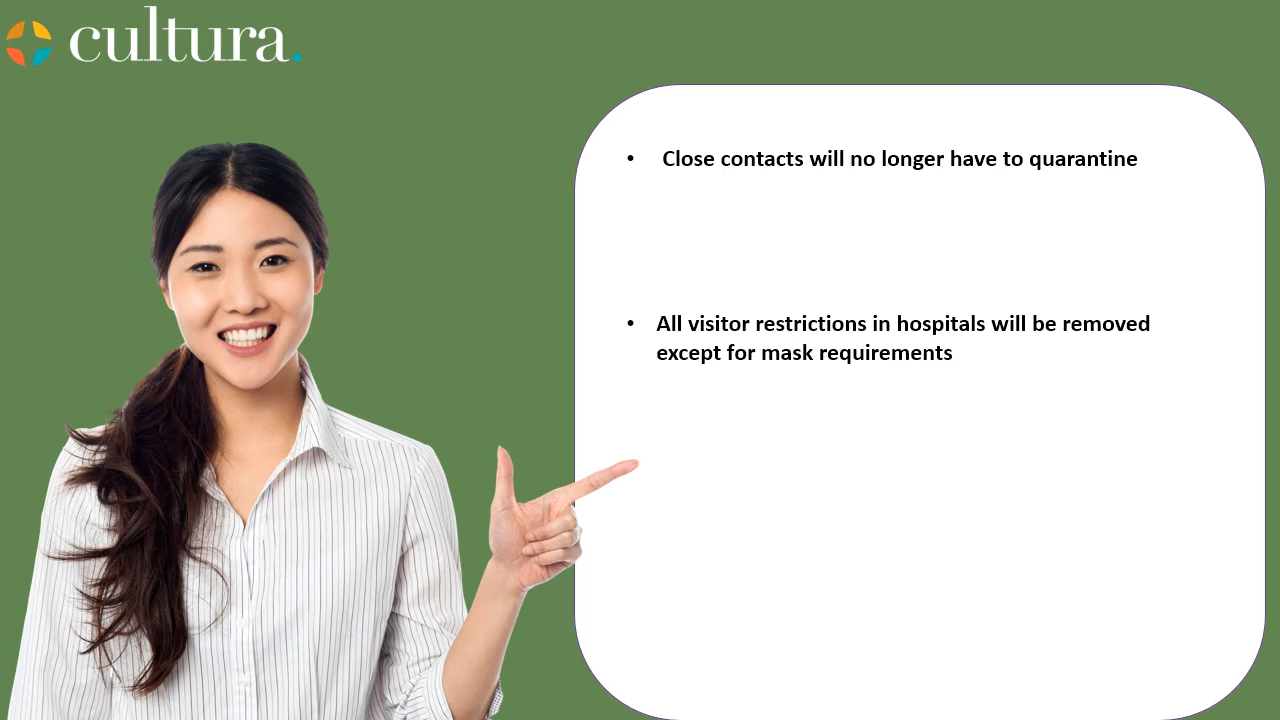 cultura.
• Close contacts will no longer have to quarantine
• All visitor restrictions in hospitals will be removed
except for mask requirements